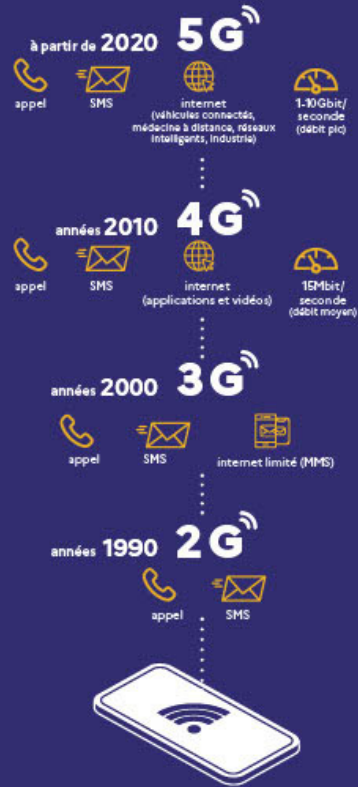 à partir de 2020 5G
appel
SMS
internet
(véhicules connectés,
médecine à distance, réseaux
intelligents, industrie)
1-10Gbit/
seconde
(débit pic)
années 2010 4G
appel
SMS
internet
(applications et vidéos)
15Mbit/
seconde
(débit moyen)
années 2000 3G
appel
SMS
internet limité (MMS)
années 1990 2G
appel
SMS